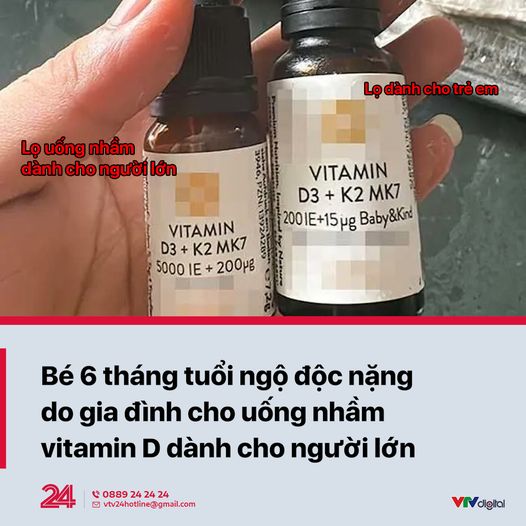 Lọ dành cho trẻ em
Lọ uống nhầm
dành cho người lớn
VITAMIN
D3 + K2 MK7
5000 IE + 200µg
VITAMIN
D3 + K2 MK7
200 IE+15µg Baby&Kind
Bé 6 tháng tuổi ngộ độc nặng
do gia đình cho uống nhầm
vitamin D dành cho người lớn
24
0889 24 24 24
vtv24hotline@gmail.com
VTVdigital